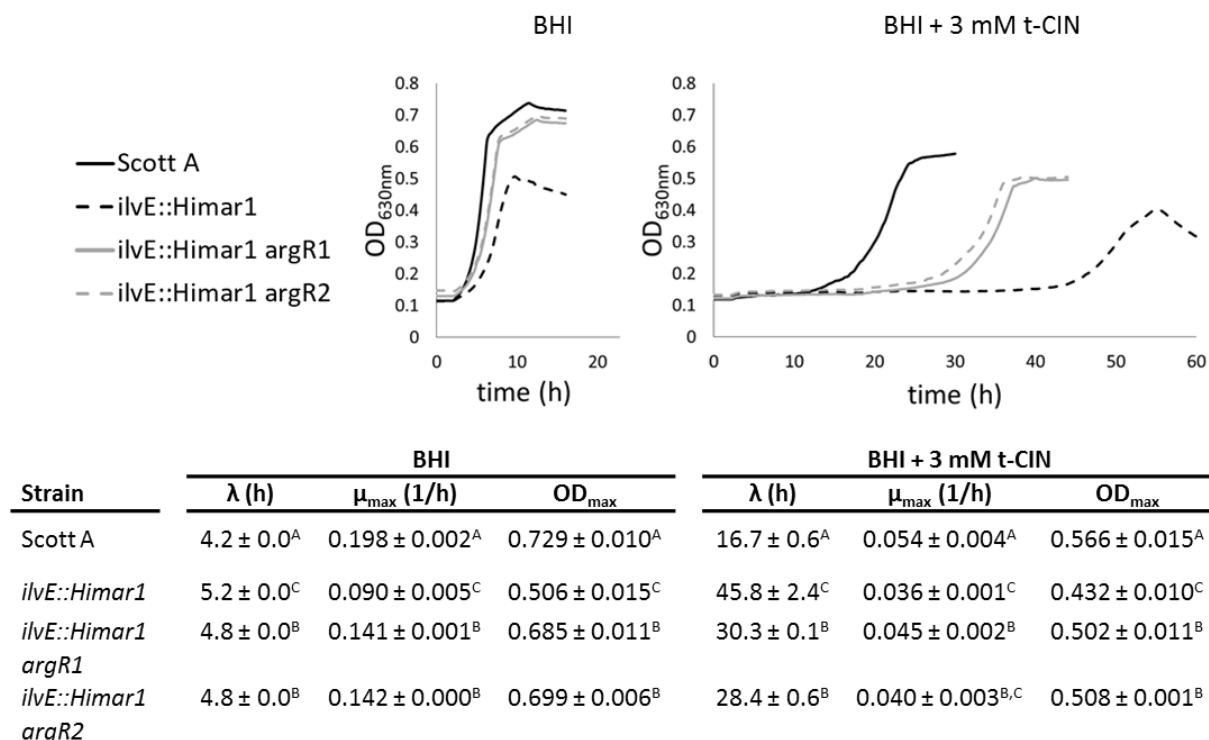 BHI
BHI + 3 mM t-CIN
Scott A
ilvE::Himar1
ilvE::Himar1 argR1
ilvE::Himar1 argR2
OD630nm
0.8
0.7
0.6
0.5
0.4
0.3
0.2
0.1
0
0 10 20
time (h)
OD630nm
0.8
0.7
0.6
0.5
0.4
0.3
0.2
0.1
0
0 10 20 30 40 50 60
time (h)
BHI BHI + 3 mM t-CIN
Strain λ (h) μmax (1/h) ODmax λ (h) μmax (1/h) ODmax
Scott A 4.2 ± 0.0A 0.198 ± 0.002A 0.729 ± 0.010A 16.7 ± 0.6A 0.054 ± 0.004A 0.566 ± 0.015A
ilvE::Himar1 5.2 ± 0.0C 0.090 ± 0.005C 0.506 ± 0.015C 45.8 ± 2.4C 0.036 ± 0.001C 0.432 ± 0.010C
ilvE::Himar1 4.8 ± 0.0B 0.141 ± 0.001B 0.685 ± 0.011B 30.3 ± 0.1B 0.045 ± 0.002B 0.502 ± 0.011B
argR1
ilvE::Himar1 4.8 ± 0.0B 0.142 ± 0.000B 0.699 ± 0.006B 28.4 ± 0.6B 0.040 ± 0.003B,C 0.508 ± 0.001B
argR2